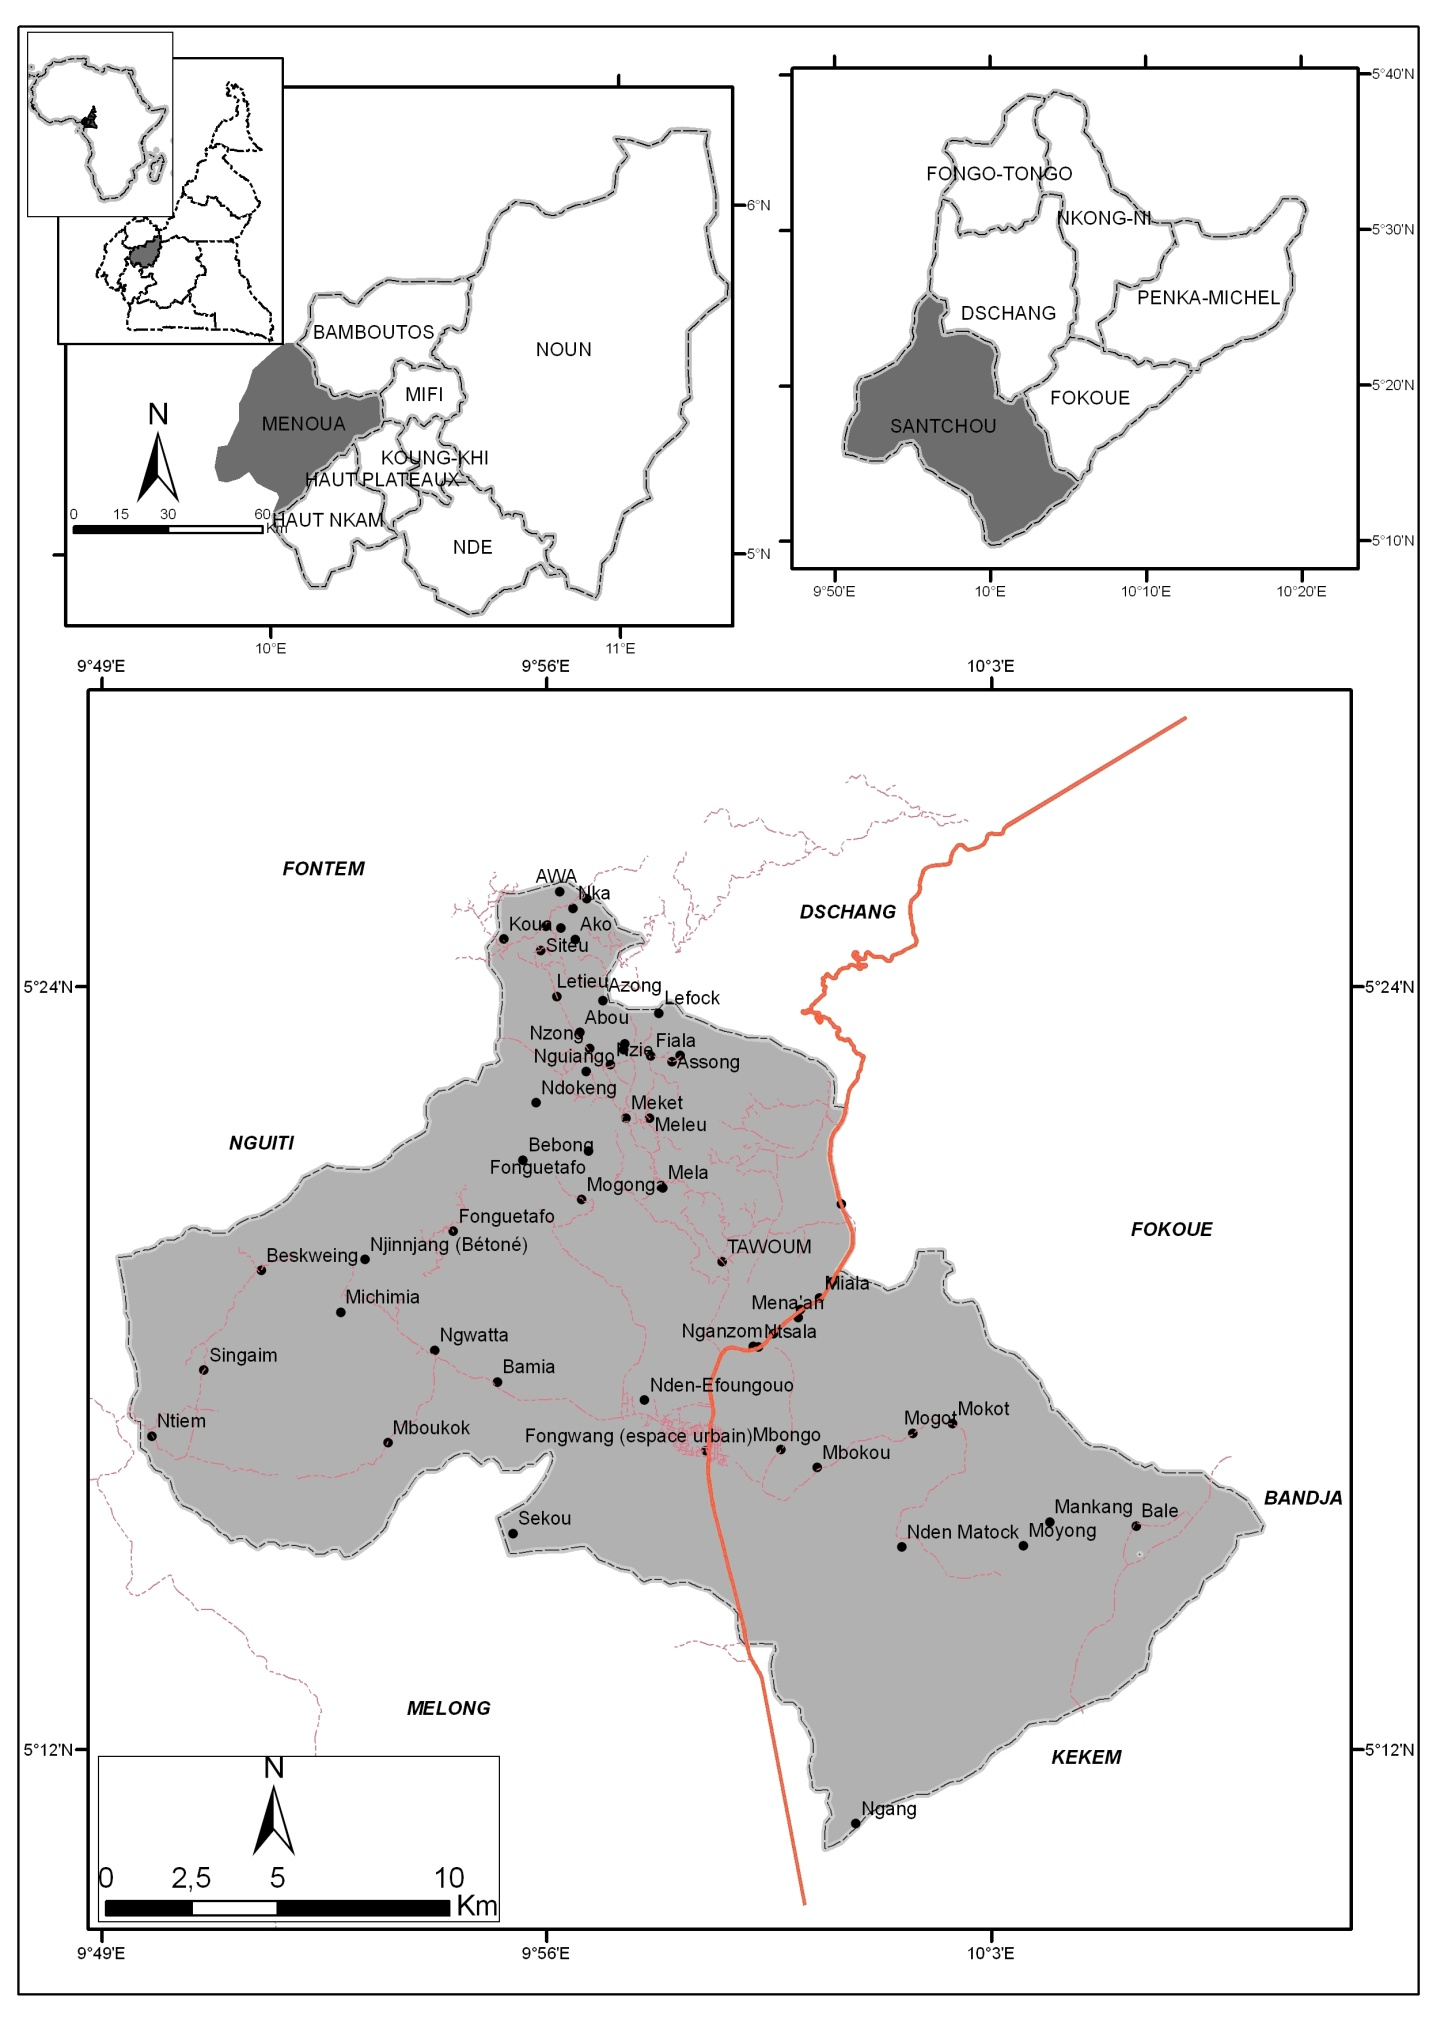 5°40'N
FONGO-TONGO
6°N
NKONG-NI
5°30'N
PENKA-MICHEL
DSCHANG
BAMBOUTOS
NOUN
5°20'N
MIFI
FOKOUE
N
MENOUA
SANTCHOU
KOUNG-KHI
HAUT PLATEAUX
0 15 30 60
Km
HAUT NKAM
5°10'N
NDE
5°N
9°50'E 10°E 10°10'E 10°20'E
10°E 11°E
9°49'E 9°56'E 10°3'E
FONTEM
AWA
Nka
DSCHANG
Ako
Siteu
5°24'N 5°24'N
Letieu
Azong
Lefock
Abou
Nzong
Fiala
Nguiango
Assong
Ndokeng
Meket
Meleu
NGUITI
Bebong
Fonguetafo
Mela
Mogonga
Fonguetafo
FOKOUE
Njinnjang (Bétoné)
TAWOUM
Beskweing
Miala
Michimia
Mena'an
Nganzom
Ntsala
Ngwatta
Singaim
Bamia
Nden-Efoungouo
Mokot
Mogot
Ntiem
Mboukok
Fongwang (espace urbain)
Mbongo
Mbokou
BANDJA
Mankang
Bale
Sekou
Nden Matock
Moyong
MELONG
5°12'N 5°12'N
KEKEM
N
Ngang
0 2,5 5 10
Km
9°49'E 9°56'E 10°3'E